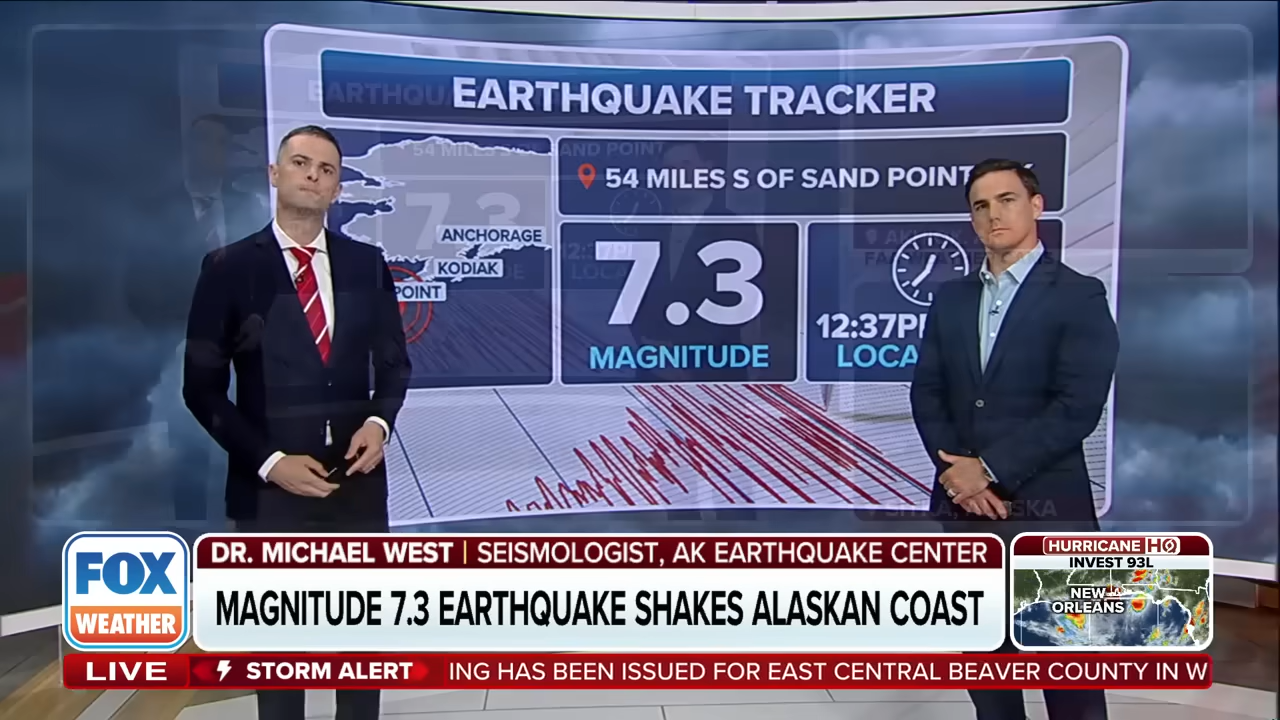 EARTHQUAKE TRACKER
54 MILES S OF SAND POINT
ANCHORAGE
KODIAK
POINT
7.3
MAGNITUDE
12:37P
LOCA
FOX
WEATHER
DR. MICHAEL WEST | SEISMOLOGIST, AK EARTHQUAKE CENTER
MAGNITUDE 7.3 EARTHQUAKE SHAKES ALASKAN COAST
HURRICANE HQ
INVEST 93L
NEW
ORLEANS
LIVE
STORM ALERT
ING HAS BEEN ISSUED FOR EAST CENTRAL BEAVER COUNTY IN W